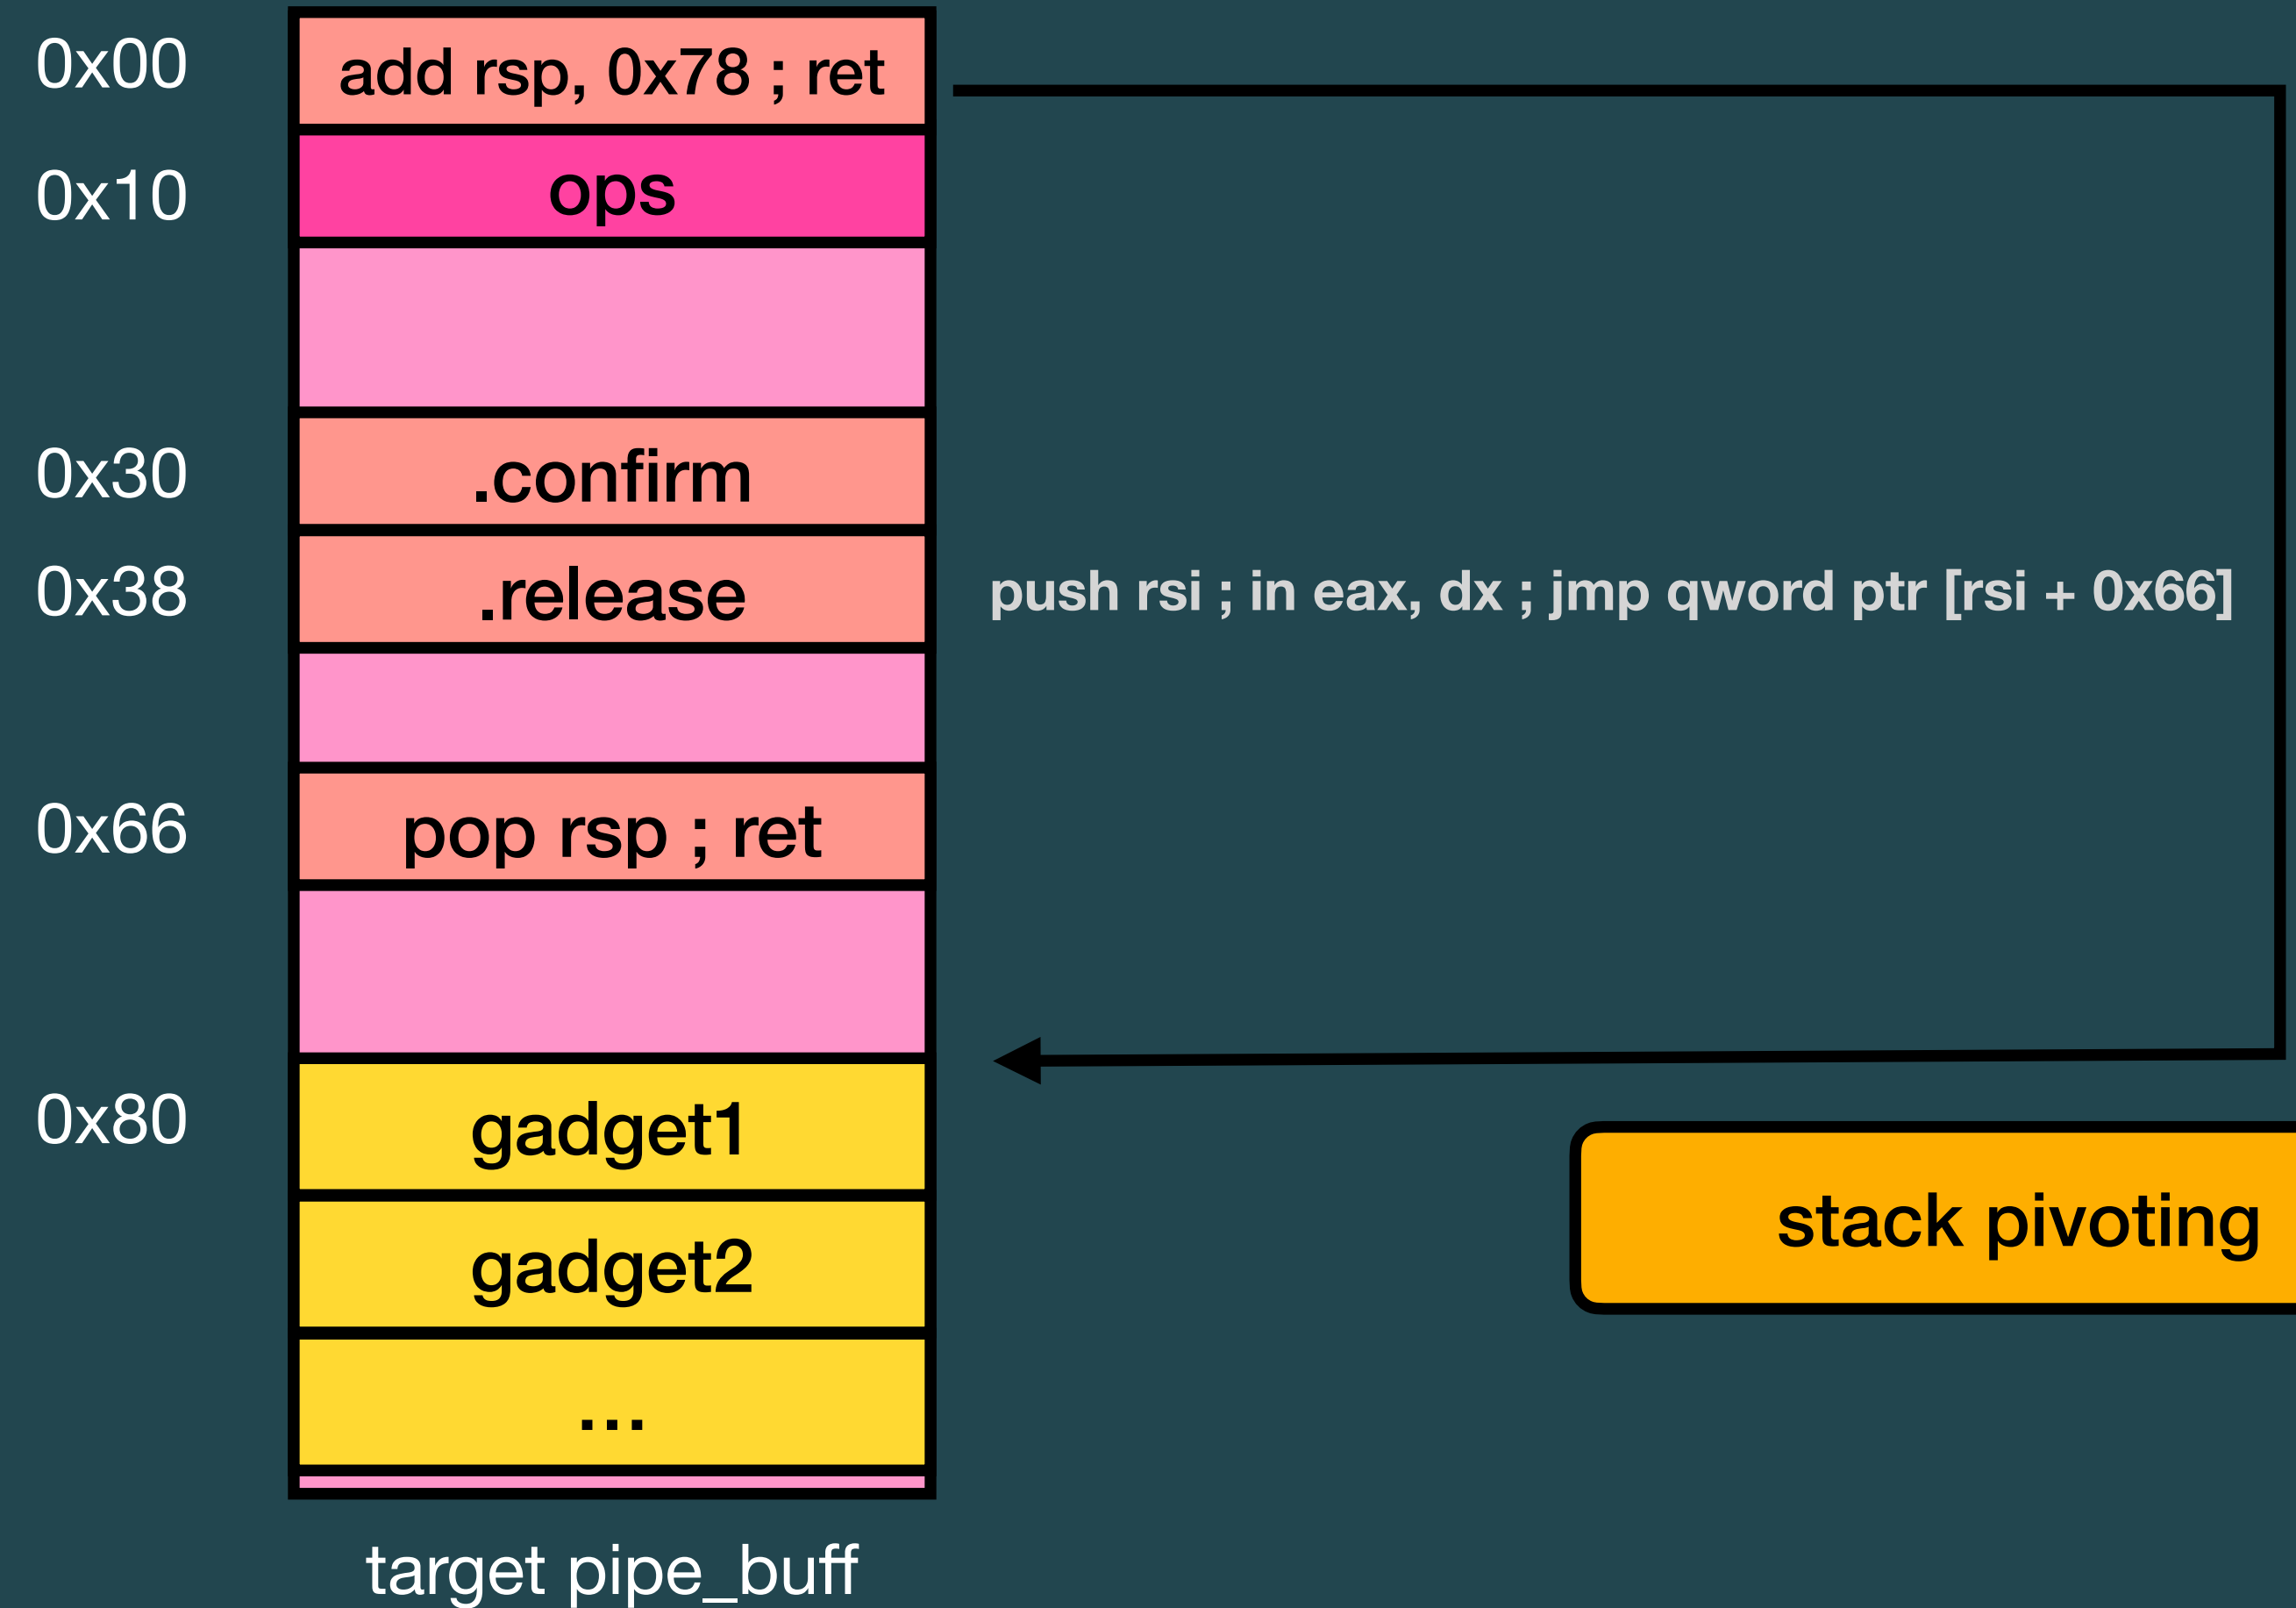 0x00 add rsp, 0x78 ; ret
0x10 ops
0x30 .confirm
0x38 .release push rsi ; in eax, dx ; jmp qword ptr [rsi + 0x66]
0x66 pop rsp ; ret
0x80 gadget1
stack pivoting
gadget2
...
target pipe_buff